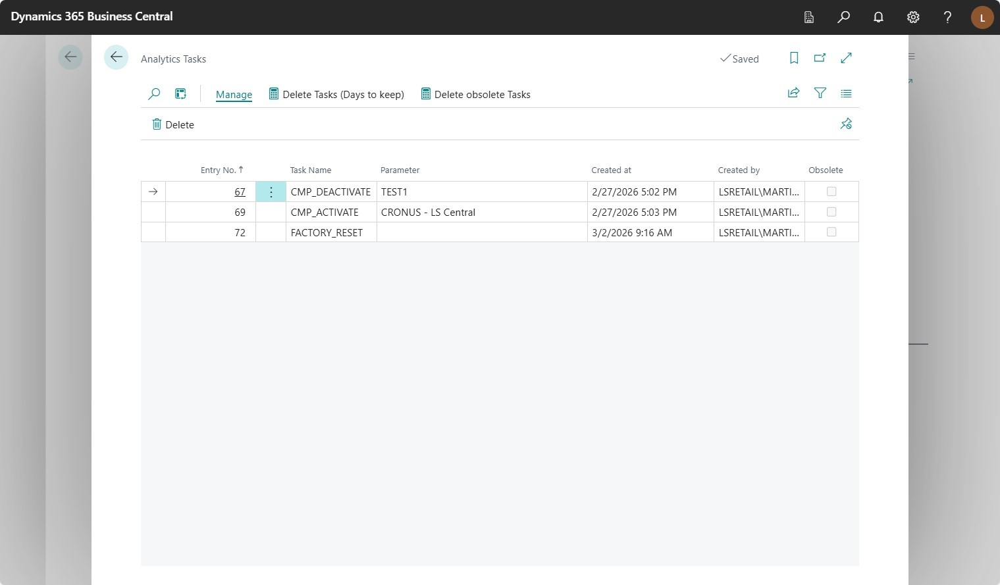 Dynamics 365 Business Central
L
Analytics Tasks
Saved
Manage
Delete Tasks (Days to keep)
Delete obsolete Tasks
Delete
Entry No. Task Name Parameter Created at Created by Obsolete
67 CMP_DEACTIVATE TEST1 2/27/2026 5:02 PM LSRETAIL\MARTI...
69 CMP_ACTIVATE CRONUS - LS Central 2/27/2026 5:03 PM LSRETAIL\MARTI...
72 FACTORY_RESET 3/2/2026 9:16 AM LSRETAIL\MARTI...